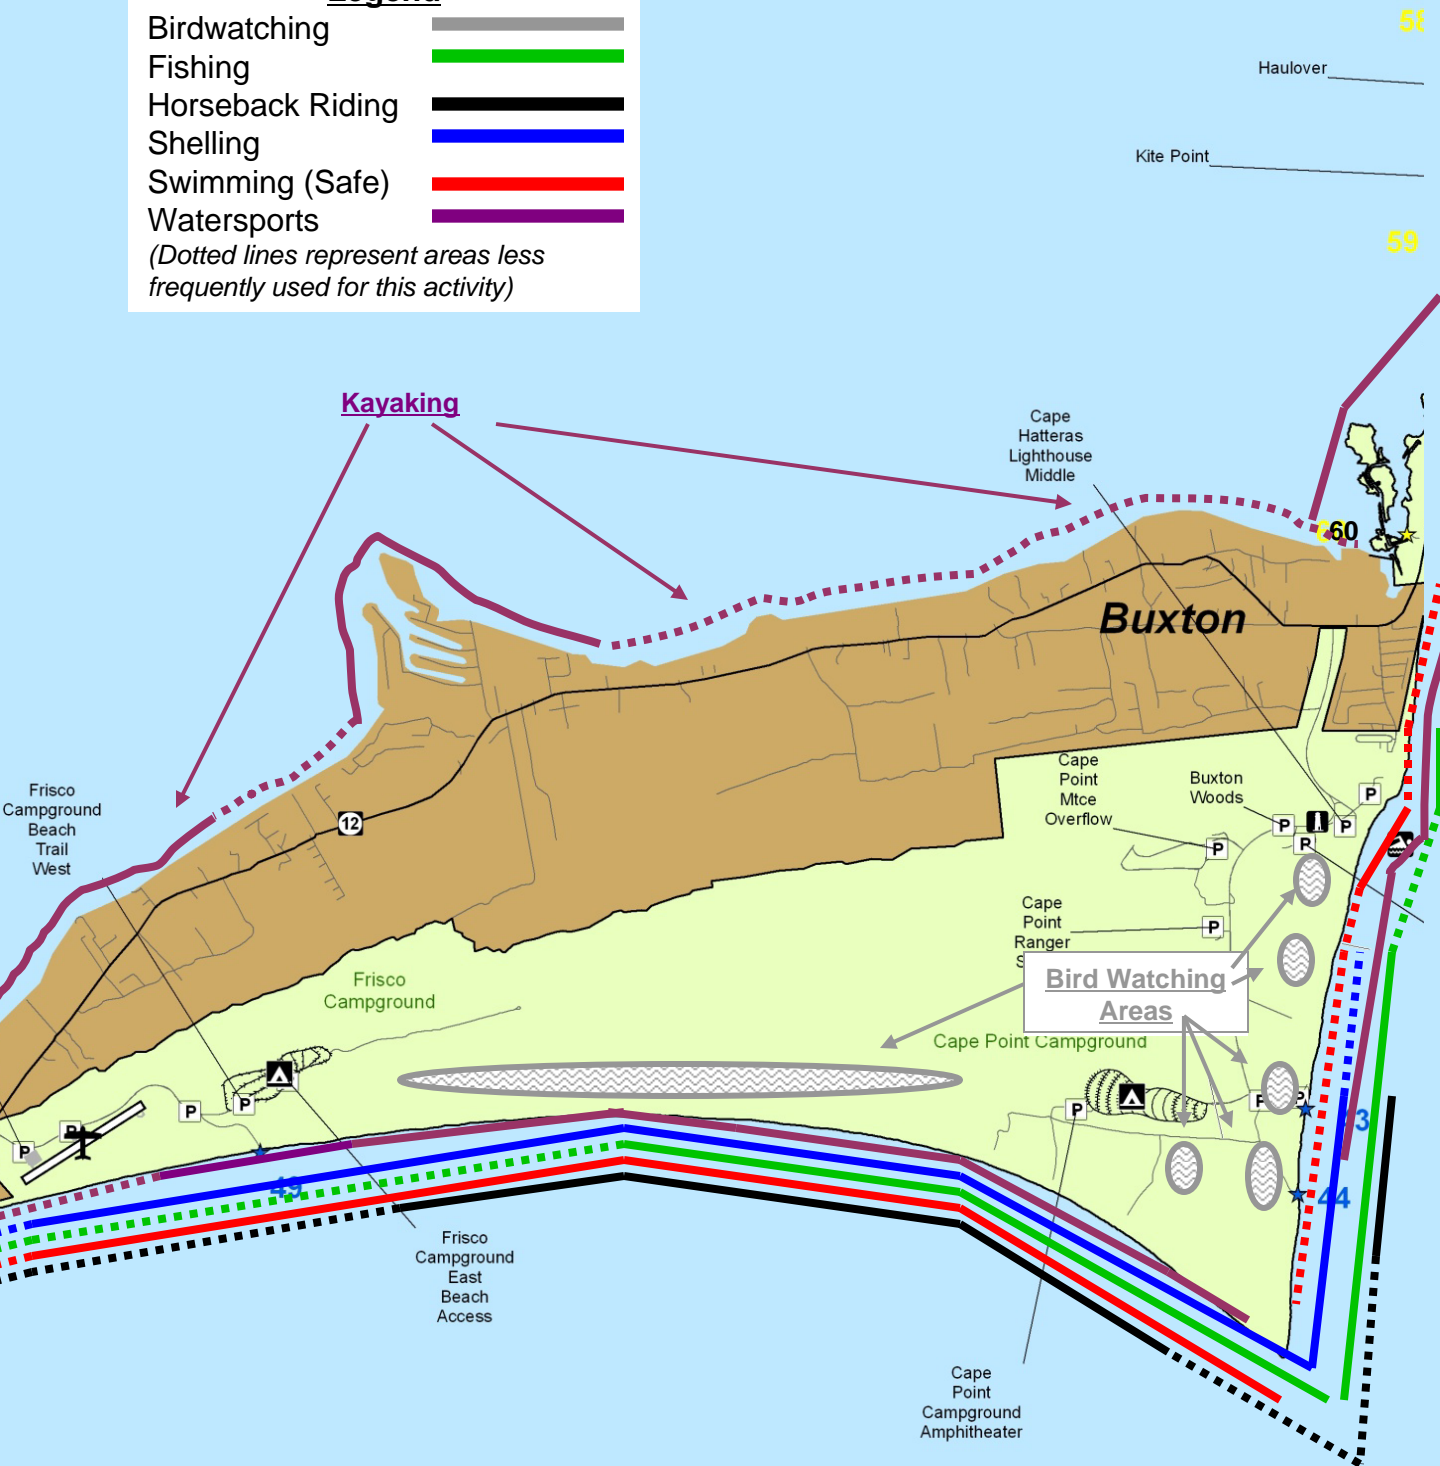 Legend
Birdwatching
Fishing
Horseback Riding
Shelling
Swimming (Safe)
Watersports
(Dotted lines represent areas less
frequently used for this activity)
58
Haulover
Kite Point
59
Kayaking
Cape
Hatteras
Lighthouse
Middle
60
Buxton
Cape
Point
Mtce
Overflow
Buxton
Woods
P
P
P
P
P
12
Frisco
Campground
Beach
Trail
West
Cape
Point
Ranger
P
Bird Watching
Areas
Frisco
Campground
Cape Point Campground
P
P
P
P
P
P
P
49
44
Frisco
Campground
East
Beach
Access
Cape
Point
Campground
Amphitheater